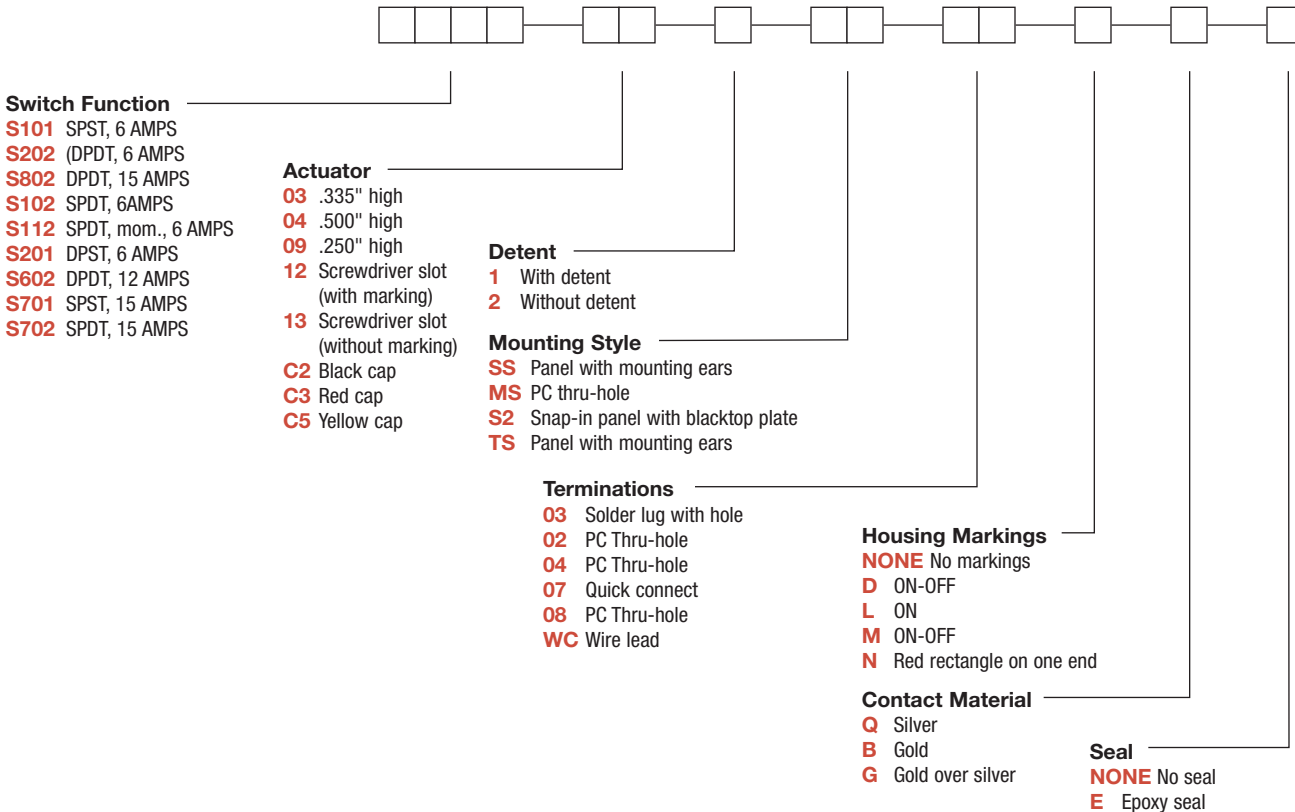 Switch Function
S101 SPST, 6 AMPS
S202 (DPDT, 6 AMPS
S802 DPDT, 15 AMPS
S102 SPDT, 6AMPS
S112 SPDT, mom., 6 AMPS
S201 DPST, 6 AMPS
S602 DPDT, 12 AMPS
S701 SPST, 15 AMPS
S702 SPDT, 15 AMPS
Actuator
03 .335" high
04 .500" high
09 .250" high
12 Screwdriver slot
(with marking)
13 Screwdriver slot
(without marking)
C2 Black cap
C3 Red cap
C5 Yellow cap
Detent
1 With detent
2 Without detent
Mounting Style
SS Panel with mounting ears
MS PC thru-hole
S2 Snap-in panel with blacktop plate
TS Panel with mounting ears
Terminations
03 Solder lug with hole
02 PC Thru-hole
04 PC Thru-hole
07 Quick connect
08 PC Thru-hole
WC Wire lead
Housing Markings
NONE No markings
D ON-OFF
L ON
M ON-OFF
N Red rectangle on one end
Contact Material
Q Silver
B Gold
G Gold over silver
Seal
NONE No seal
E Epoxy seal